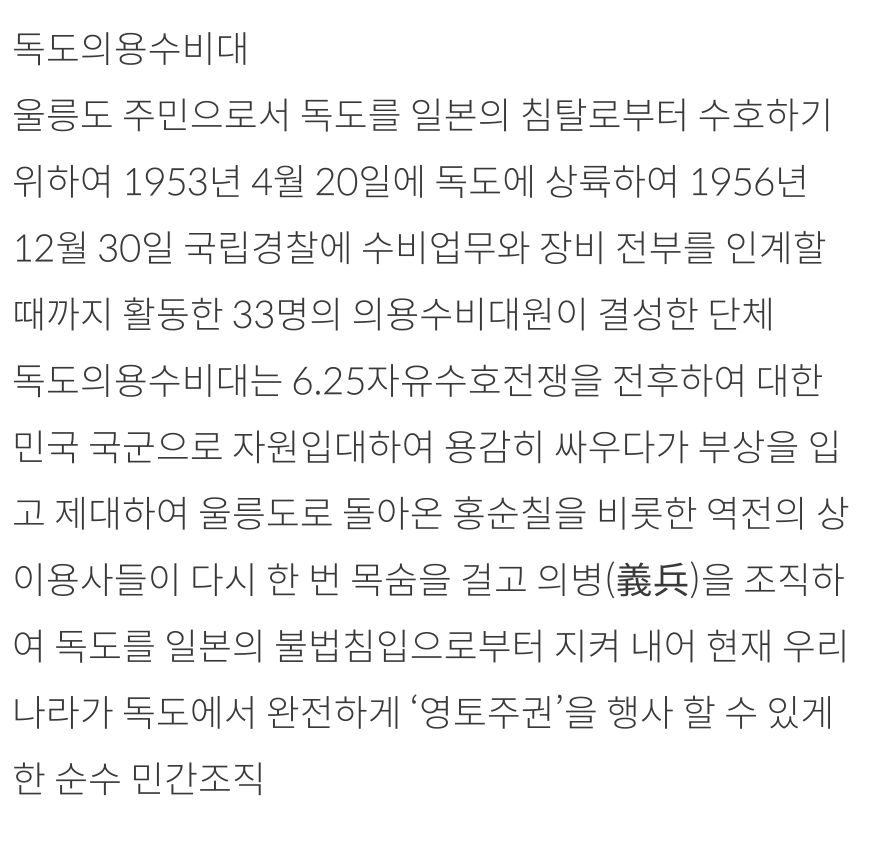 독도의용수비대
울릉도 주민으로서 독도를 일본의 침탈로부터 수호하기
위하여 1953년 4월 20일에 독도에 상륙하여 1956년
12월 30일 국립경찰에 수비업무와 장비 전부를 인계할
때까지 활동한 33명의 의용수비대원이 결성한 단체
독도의용수비대는 6.25자유수호전쟁을 전후하여 대한
민국 국군으로 자원입대하여 용감히 싸우다가 부상을 입
고 제대하여 울릉도로 돌아온 홍순칠을 비롯한 역전의 상
이용사들이 다시 한 번 목숨을 걸고 의병(義兵)을 조직하
여 독도를 일본의 불법침입으로부터 지켜 내어 현재 우리
나라가 독도에서 완전하게 ‘영토주권’을 행사 할 수 있게
한 순수 민간조직